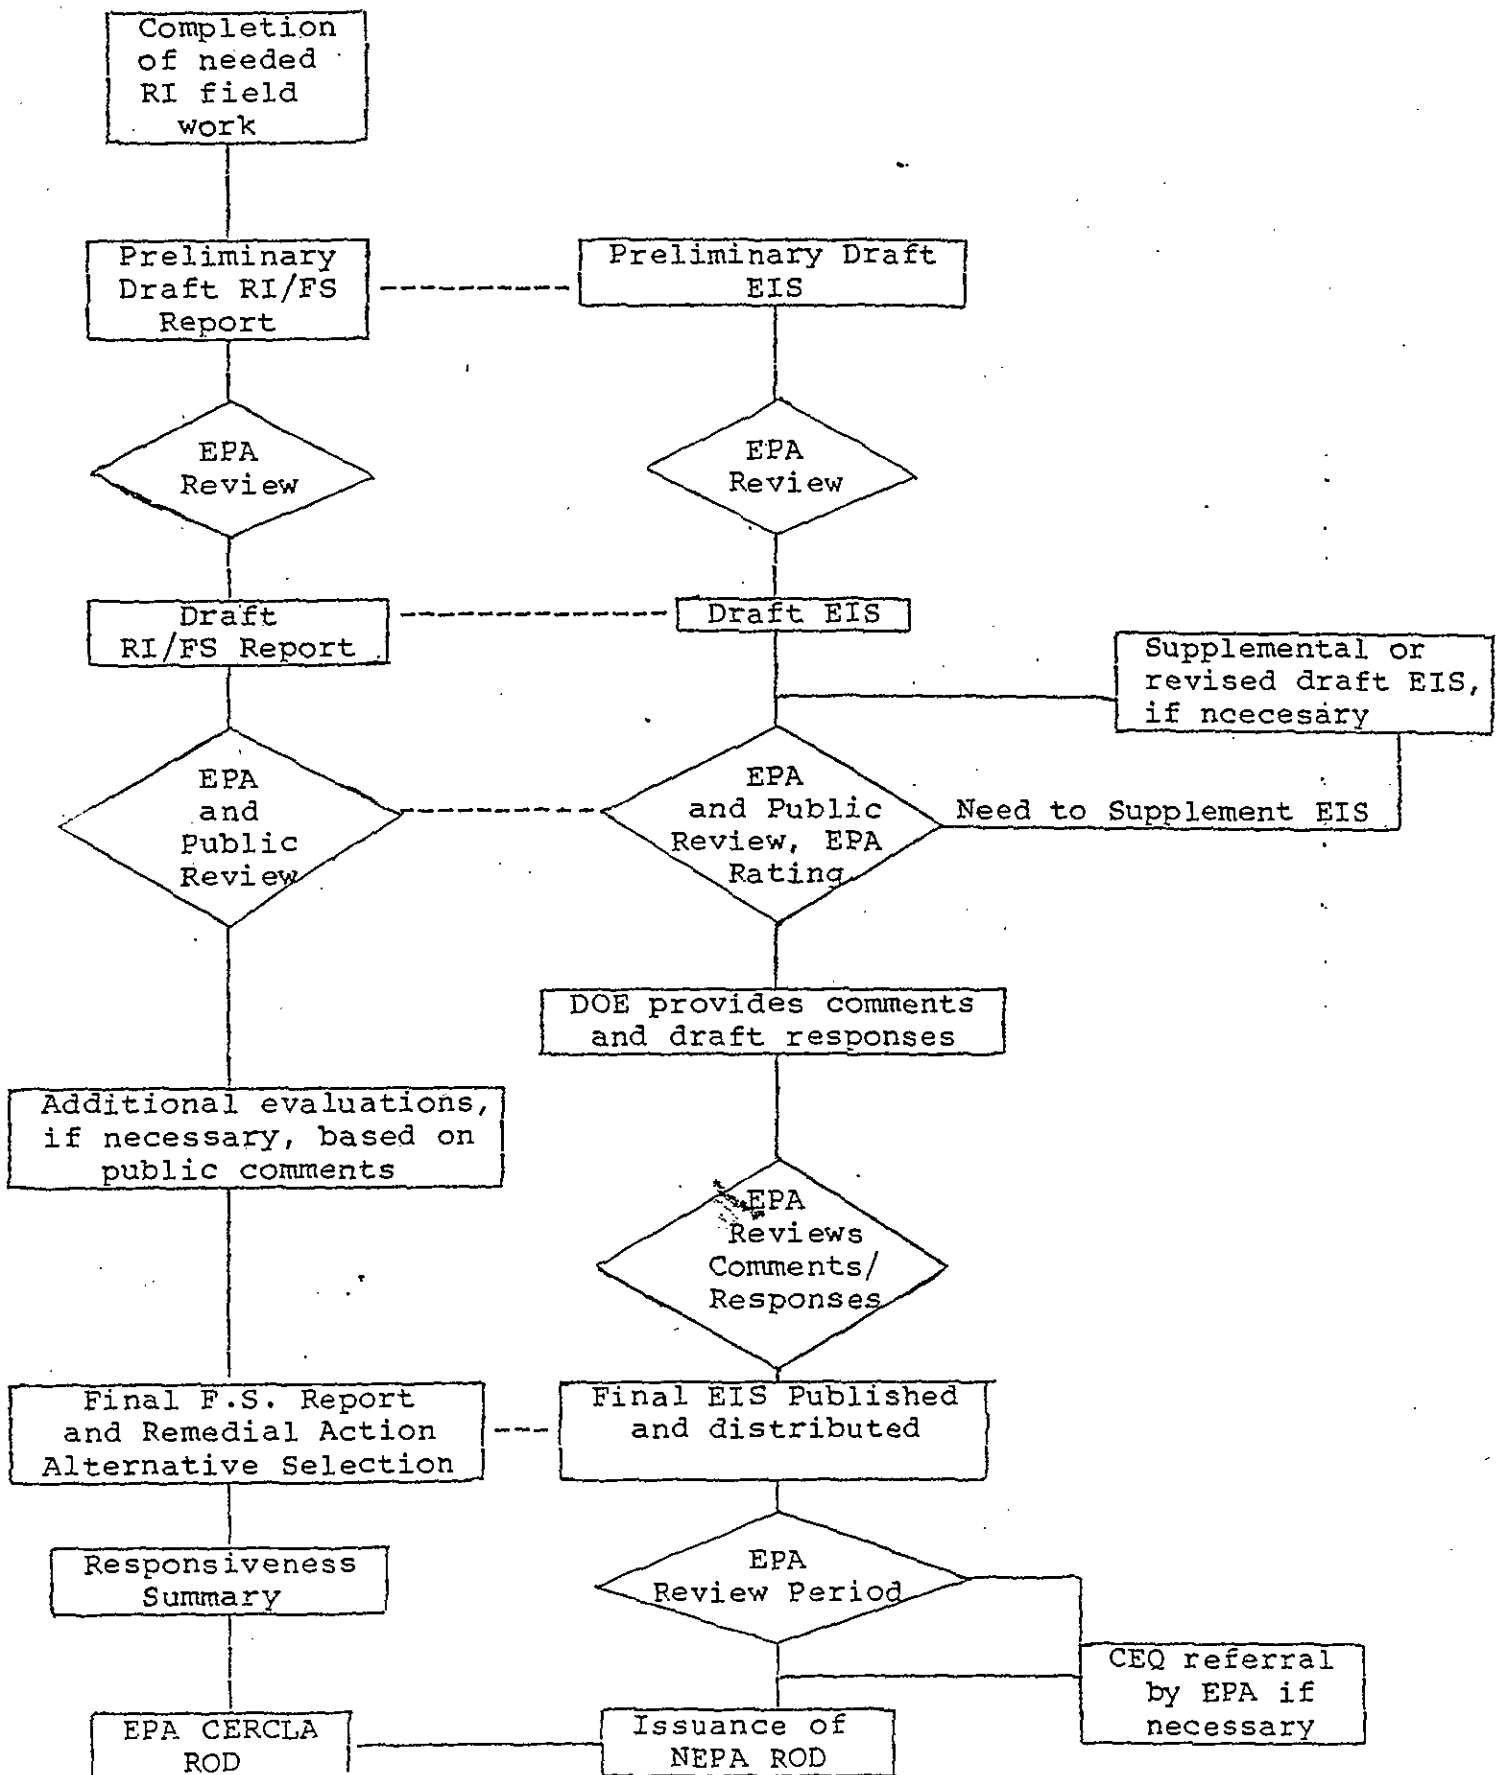 Completion
of needed
RI field
work
Preliminary
Draft RI/FS
Report
Preliminary Draft
EIS
EPA
Review
EPA
Review
Draft
RI/FS Report
Draft EIS
Supplemental or
revised draft EIS,
if ncecesary
EPA
and
Public
Review
EPA
and Public
Review, EPA
Rating
Need to Supplement EIS
DOE provides comments
and draft responses
Additional evaluations,
if necessary, based on
public comments
EPA
Reviews
Comments/
Responses
Final F.S. Report
and Remedial Action
Alternative Selection
Final EIS Published
and distributed
Responsiveness
Summary
EPA
Review Period
CEQ referral
by EPA if
necessary
EPA CERCLA
ROD
Issuance of
NEPA ROD